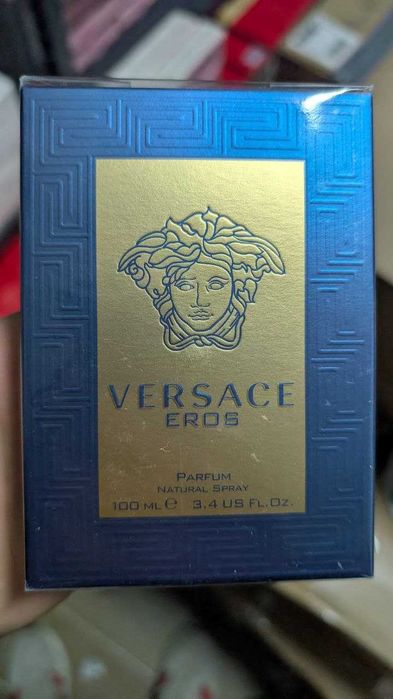 VERSACE
EROS
PARFUM
NATURAL SPRAY
100 ML ℮ 3.4 US FL.OZ.